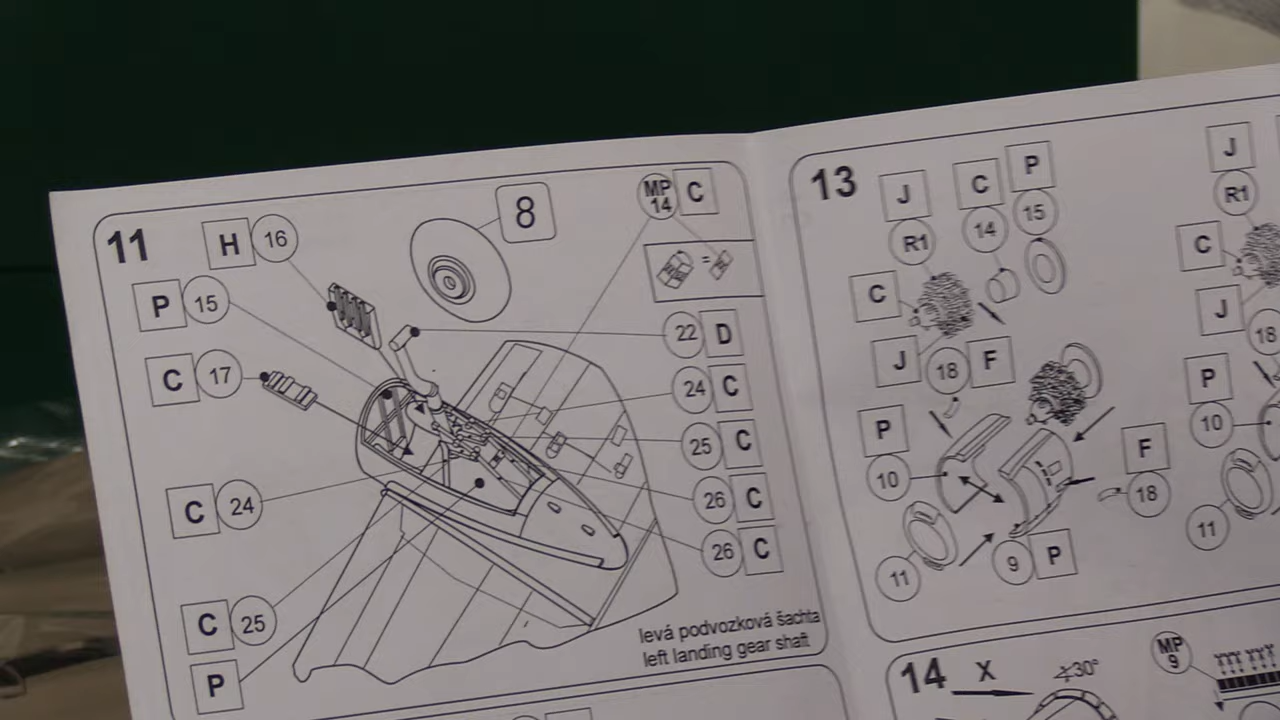 11
H 16
8
MP 14 C
P 15
=
C 17
22 D
24 C
25 C
C 24
26 C
26 C
C 25
P
levá podvozková šachta
left landing gear shaft
13
J
R1
C 14
P 15
C
J
18 F
P 10
F 18
11
9 P
J
R1
C
J
18
P 10
11
14 X
30°
MP 9